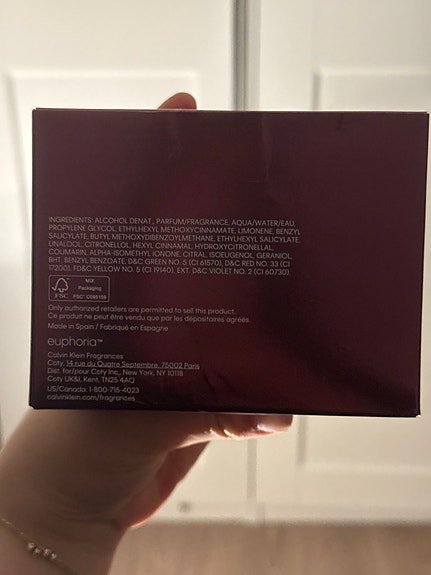 INGREDIENTS: ALCOHOL DENAT., PARFUM/FRAGRANCE, AQUA/WATER/EAU,
PROPYLENE GLYCOL, ETHYLHEXYL METHOXYCINNAMATE, LIMONENE, BENZYL
SALICYLATE, BUTYL METHOXYDIBENZOYLMETHANE, ETHYLHEXYL SALICYLATE,
LINALOOL, CITRONELLOL, HEXYL CINNAMAL, HYDROXYCITRONELLAL,
COUMARIN, ALPHA-ISOMETHYL IONONE, CITRAL, ISOEUGENOL, GERANIOL,
BHT, BENZYL BENZOATE, D&C GREEN NO. 5 (CI 61570), D&C RED NO. 33 (CI
17200), FD&C YELLOW NO. 5 (CI 19140), EXT. D&C VIOLET NO. 2 (CI 60730).
MIX
Packaging
FSC
Only authorized retailers are permitted to sell this product.
Ce produit ne peut être vendu que par les dépositaires agréés.
Made in Spain / Fabriqué en Espagne
euphoria™
Calvin Klein Fragrances
Coty, 14 rue du Quatre Septembre, 75002 Paris
Dist. for/pour Coty Inc., New York, NY 10118
Coty UK&I, Kent, TN25 4AQ
US/Canada: 1-800-715-4023
calvinklein.com/fragrances